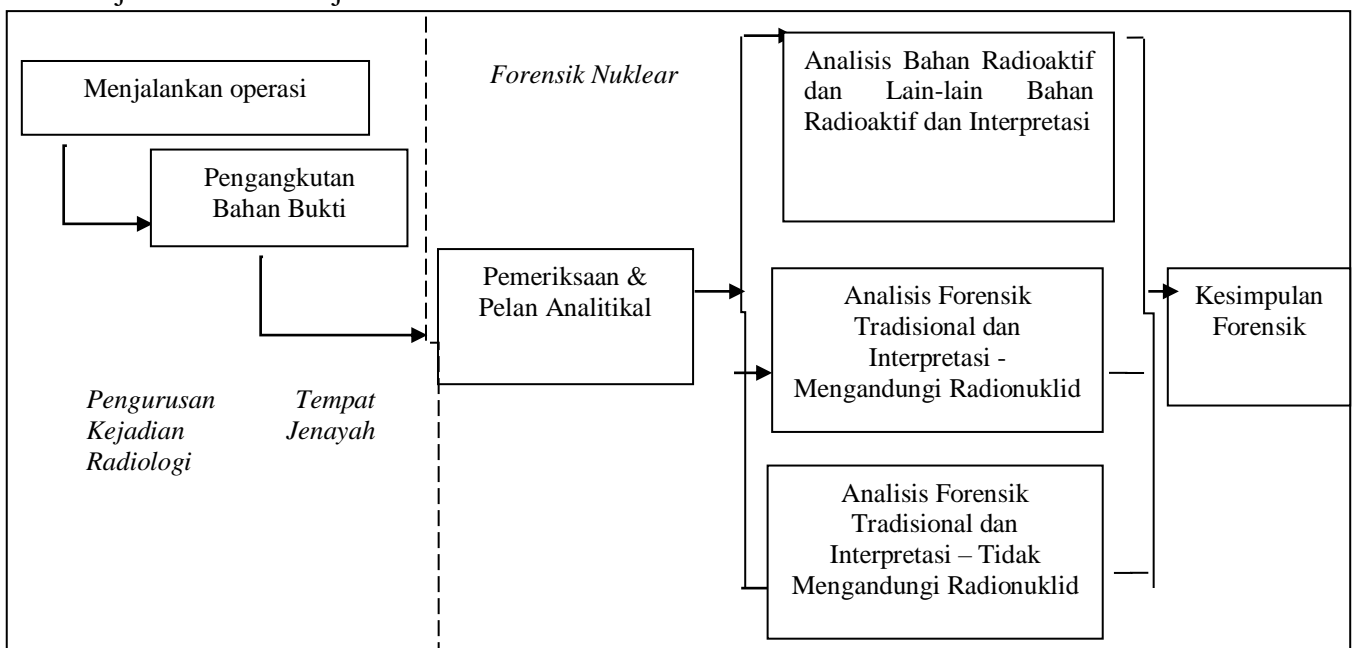 Menjalankan operasi
Pengangkutan
Bahan Bukti
Pengurusan Tempat
Kejadian Jenayah
Radiologi
Forensik Nuklear
Pemeriksaan &
Pelan Analitikal
Analisis Bahan Radioaktif
dan Lain-lain Bahan
Radioaktif dan Interpretasi
Analisis Forensik
Tradisional dan
Interpretasi -
Mengandungi Radionuklid
Analisis Forensik
Tradisional dan
Interpretasi – Tidak
Mengandungi Radionuklid
Kesimpulan
Forensik